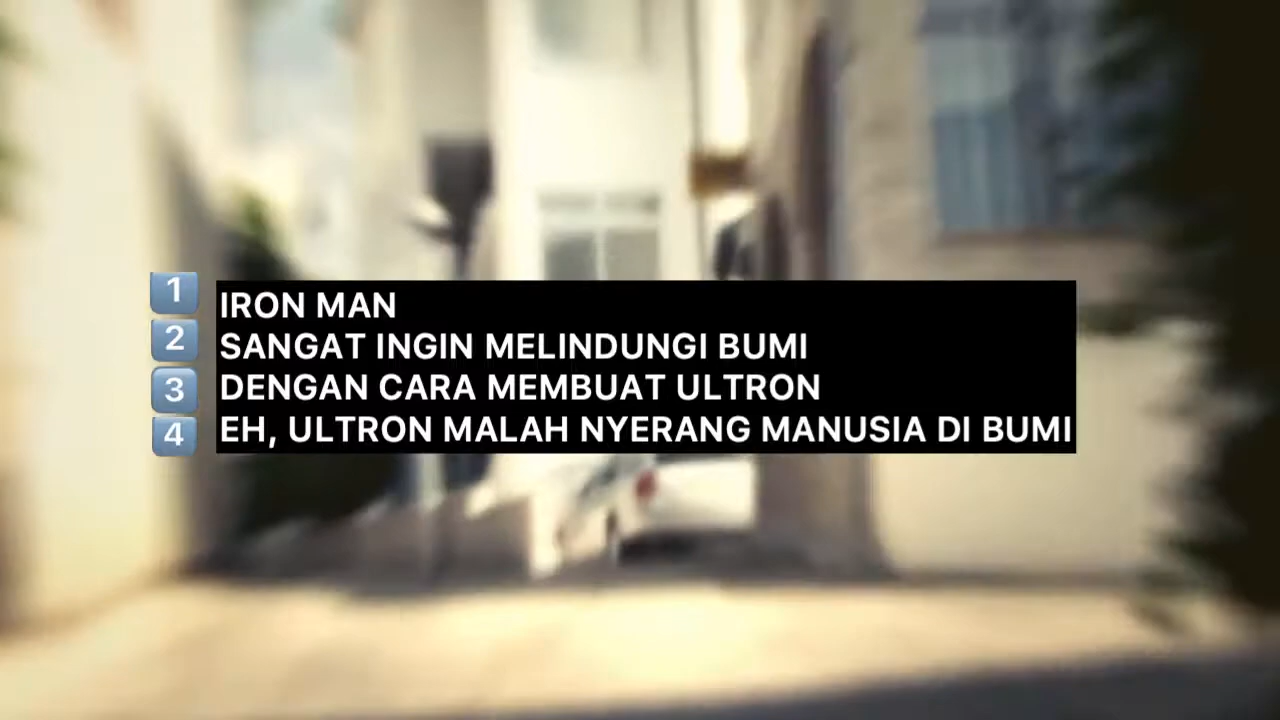 1 IRON MAN
2 SANGAT INGIN MELINDUNGI BUMI
3 DENGAN CARA MEMBUAT ULTRON
4 EH, ULTRON MALAH NYERANG MANUSIA DI BUMI